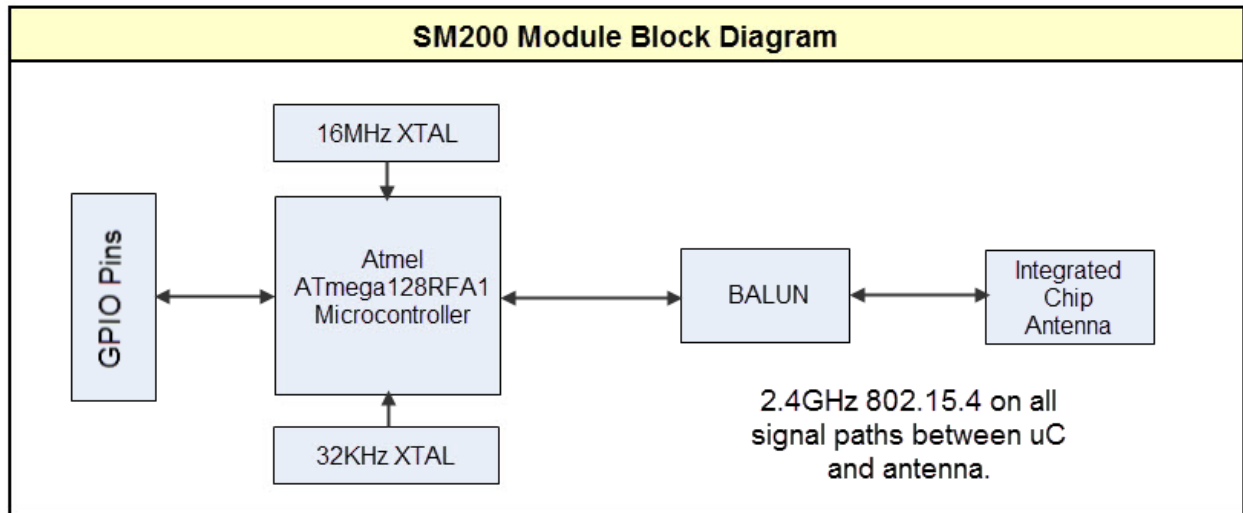 SM200 Module Block Diagram
16MHz XTAL
GPIO Pins
Atmel
ATmega128RFA1
Microcontroller
BALUN
Integrated
Chip
Antenna
32KHz XTAL
2.4GHz 802.15.4 on all
signal paths between uC
and antenna.